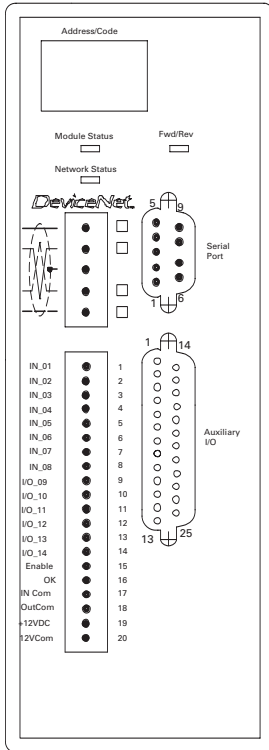 Address/Code
Module Status
Fwd/Rev
Network Status
DeviceNet
5 9
Serial
Port
1 6
1 14
Auxiliary
I/O
13 25
IN_01 1
IN_02 2
IN_03 3
IN_04 4
IN_05 5
IN_06 6
IN_07 7
IN_08 8
I/O_09 9
I/O_10 10
I/O_11 11
I/O_12 12
I/O_13 13
I/O_14 14
Enable 15
OK 16
IN Com 17
OutCom 18
+12VDC 19
12VCom 20